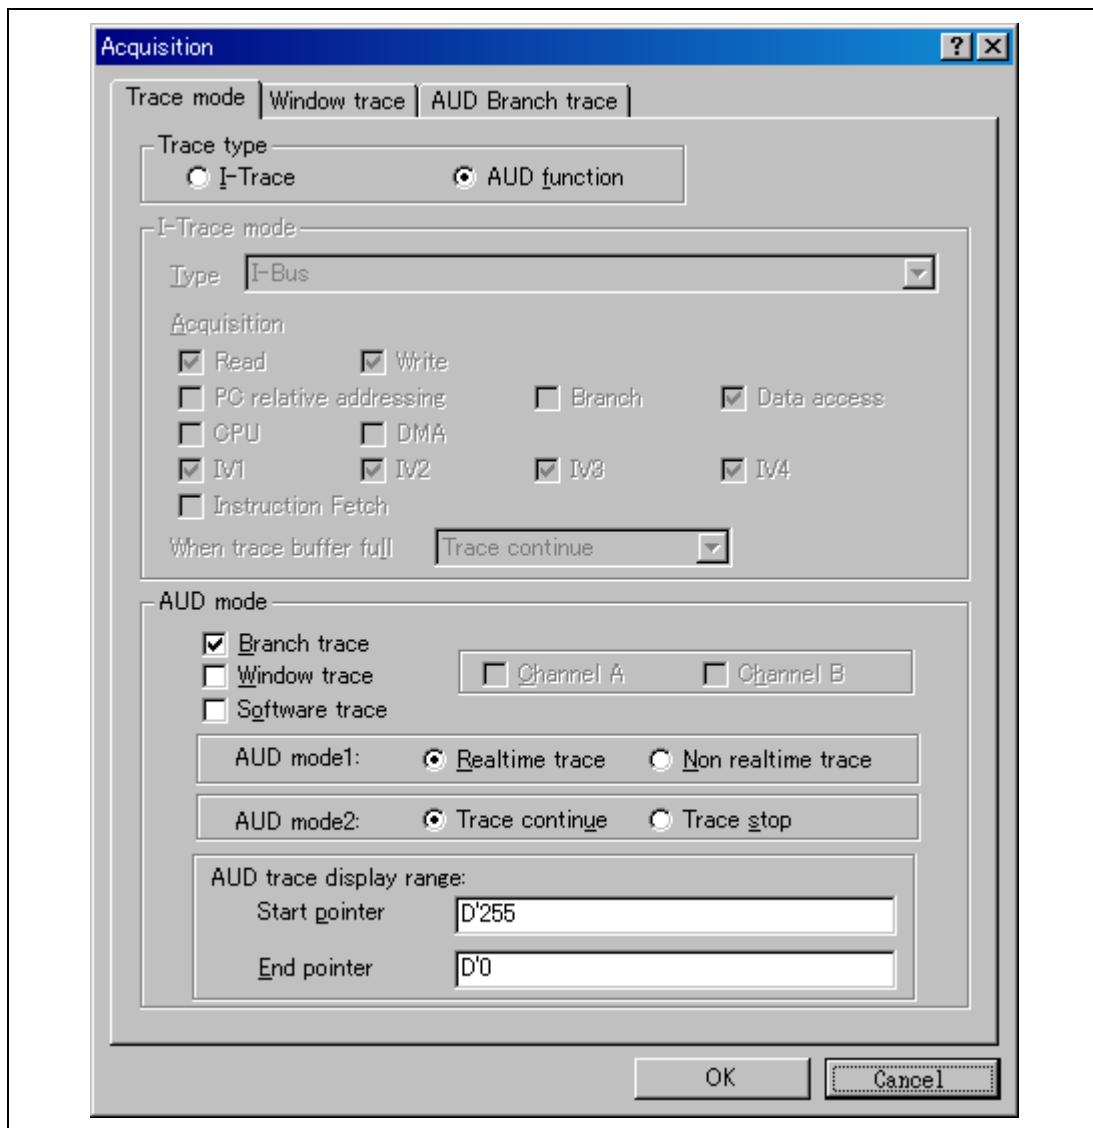 Acquisition
Trace mode Window trace AUD Branch trace
Trace type
I-Trace AUD function
I-Trace mode
Type I-Bus
Acquisition
Read Write
PC relative addressing Branch Data access
CPU DMA
IV1 IV2 IV3 IV4
Instruction Fetch
When trace buffer full Trace continue
AUD mode
Branch trace
Window trace Channel A Channel B
Software trace
AUD mode1: Realtime trace Non realtime trace
AUD mode2: Trace continue Trace stop
AUD trace display range:
Start pointer D'255
End pointer D'0
OK Cancel